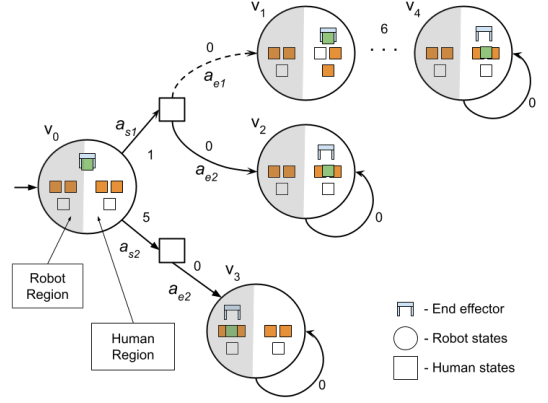 v1
v4
6
. . .
0
a_e1
a_s1
v0
1
v2
0
a_e2
0
0
5
a_s2
0
v3
a_e2
Robot
Region
Human
Region
0
- End effector
- Robot states
- Human states